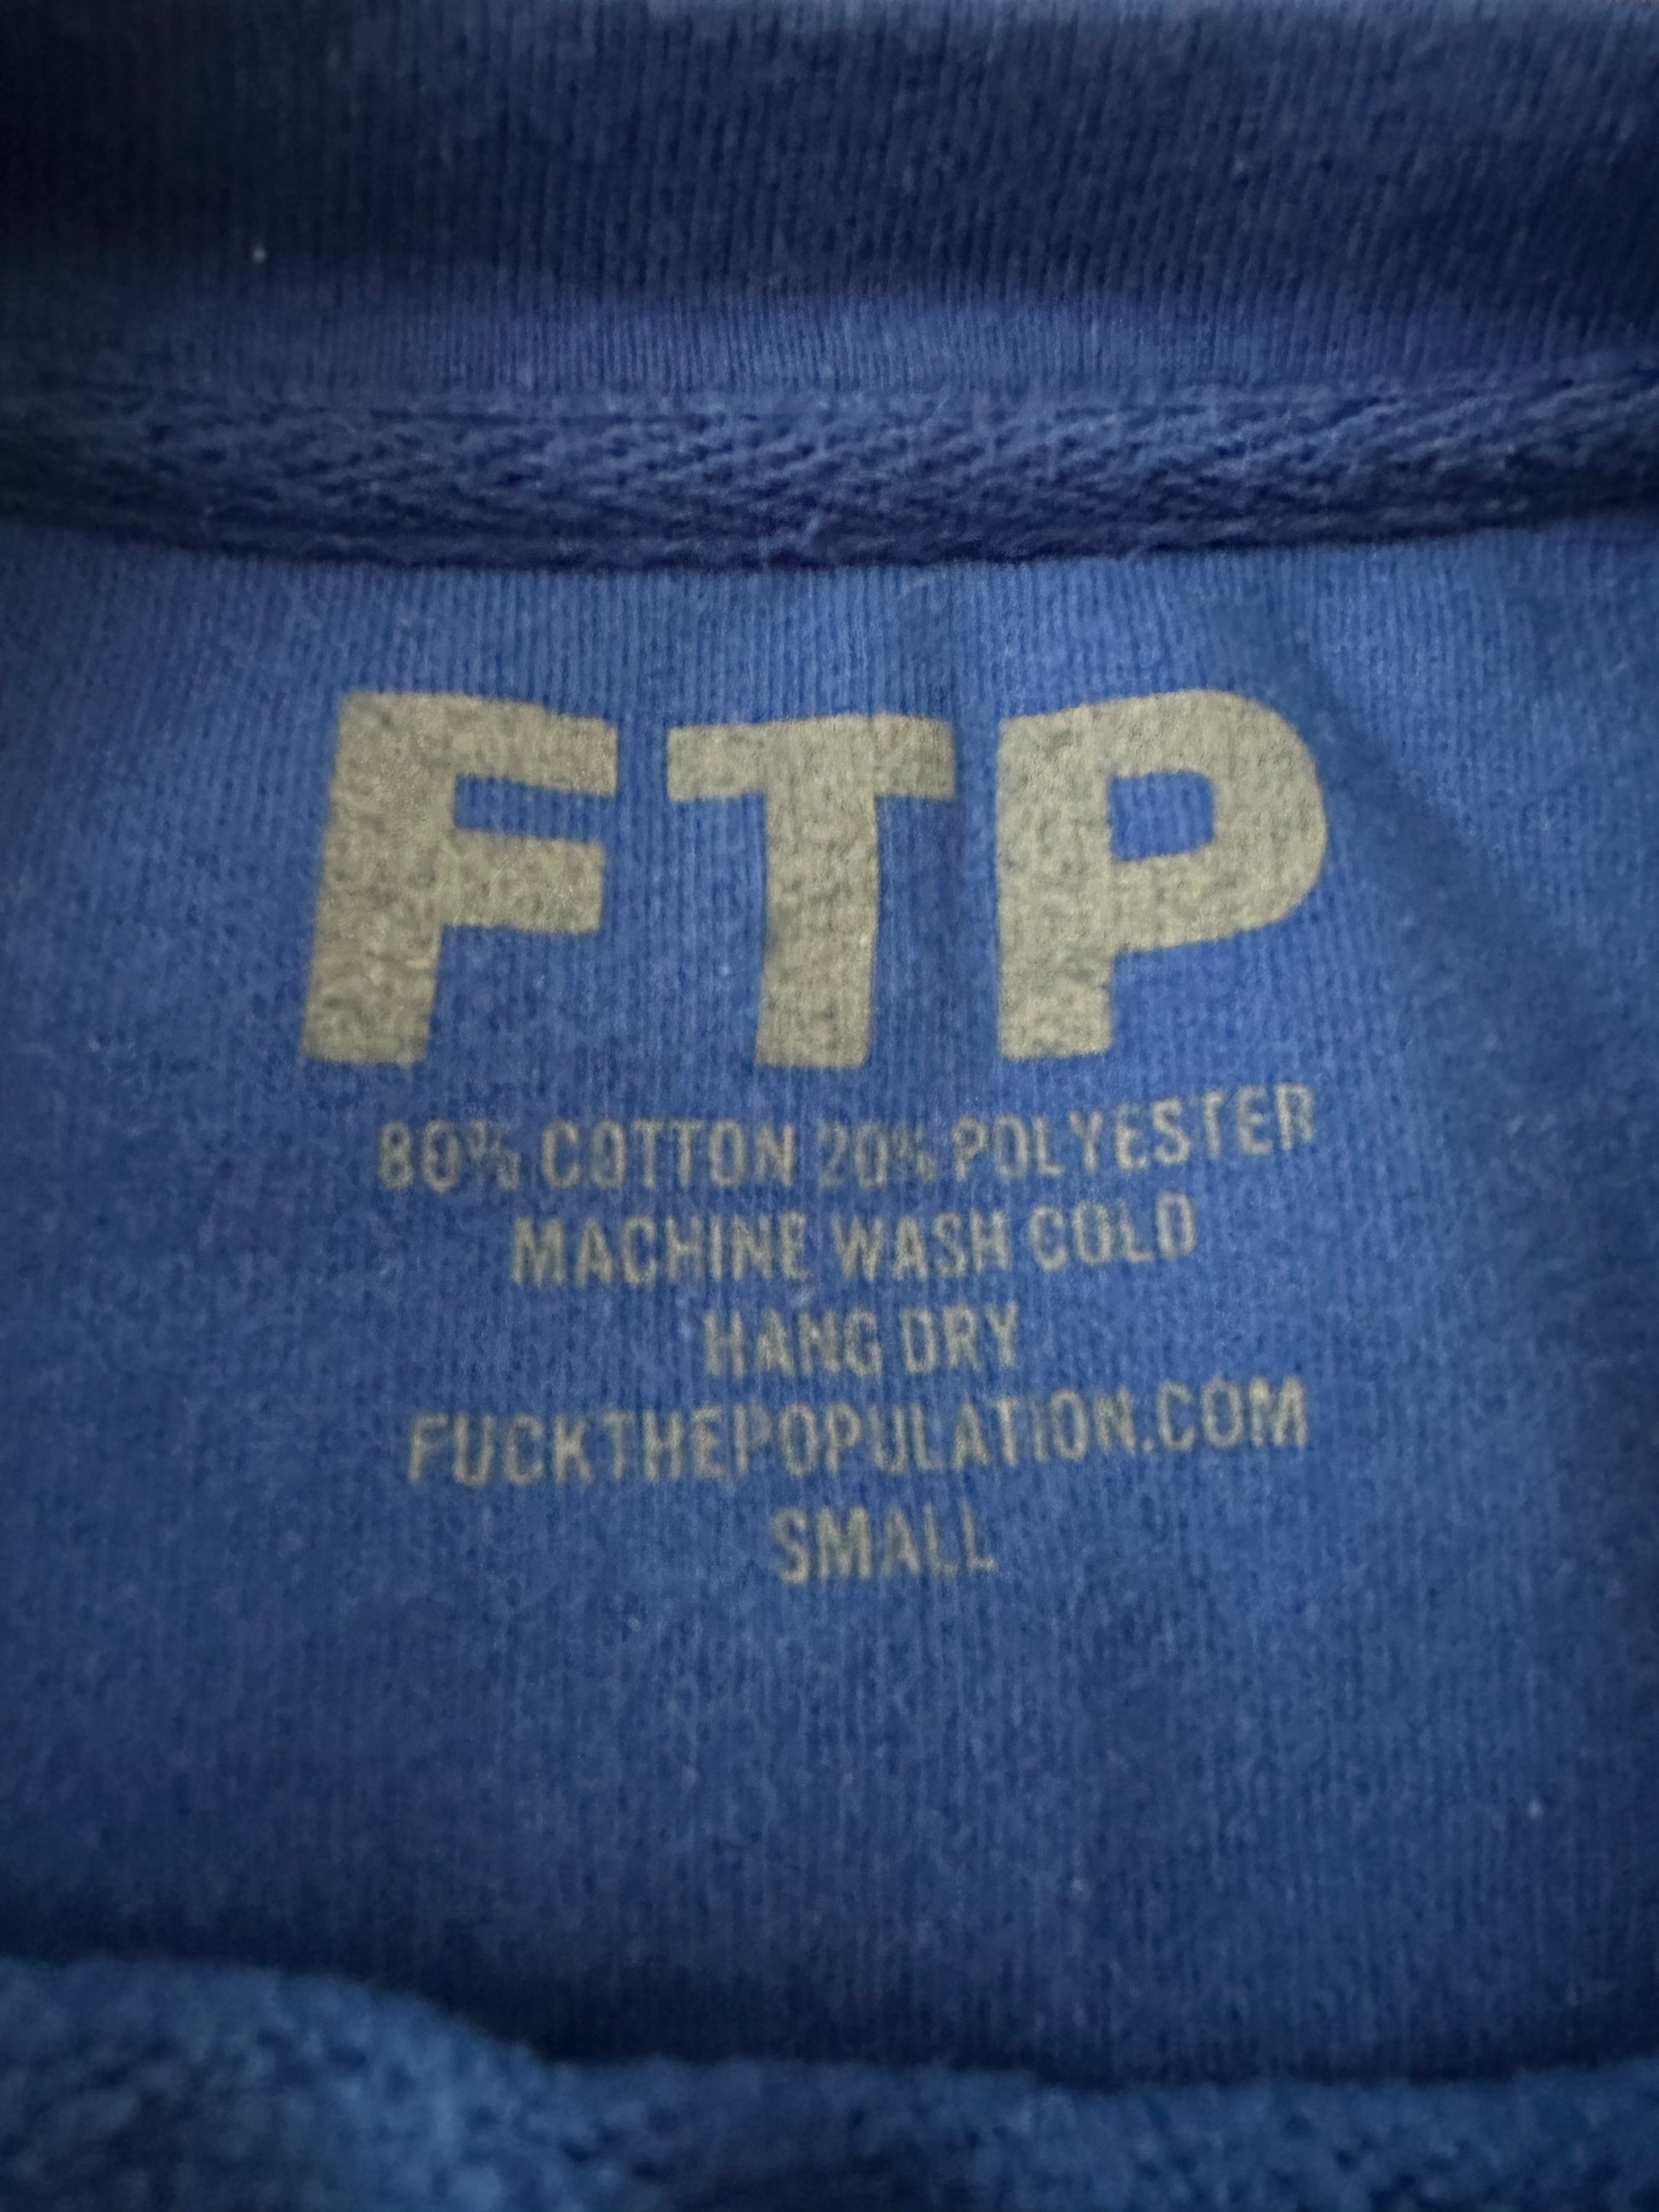 FTP
80% COTTON 20% POLYESTER
MACHINE WASH COLD
HANG DRY
FUCKTHEPOPULATION.COM
SMALL